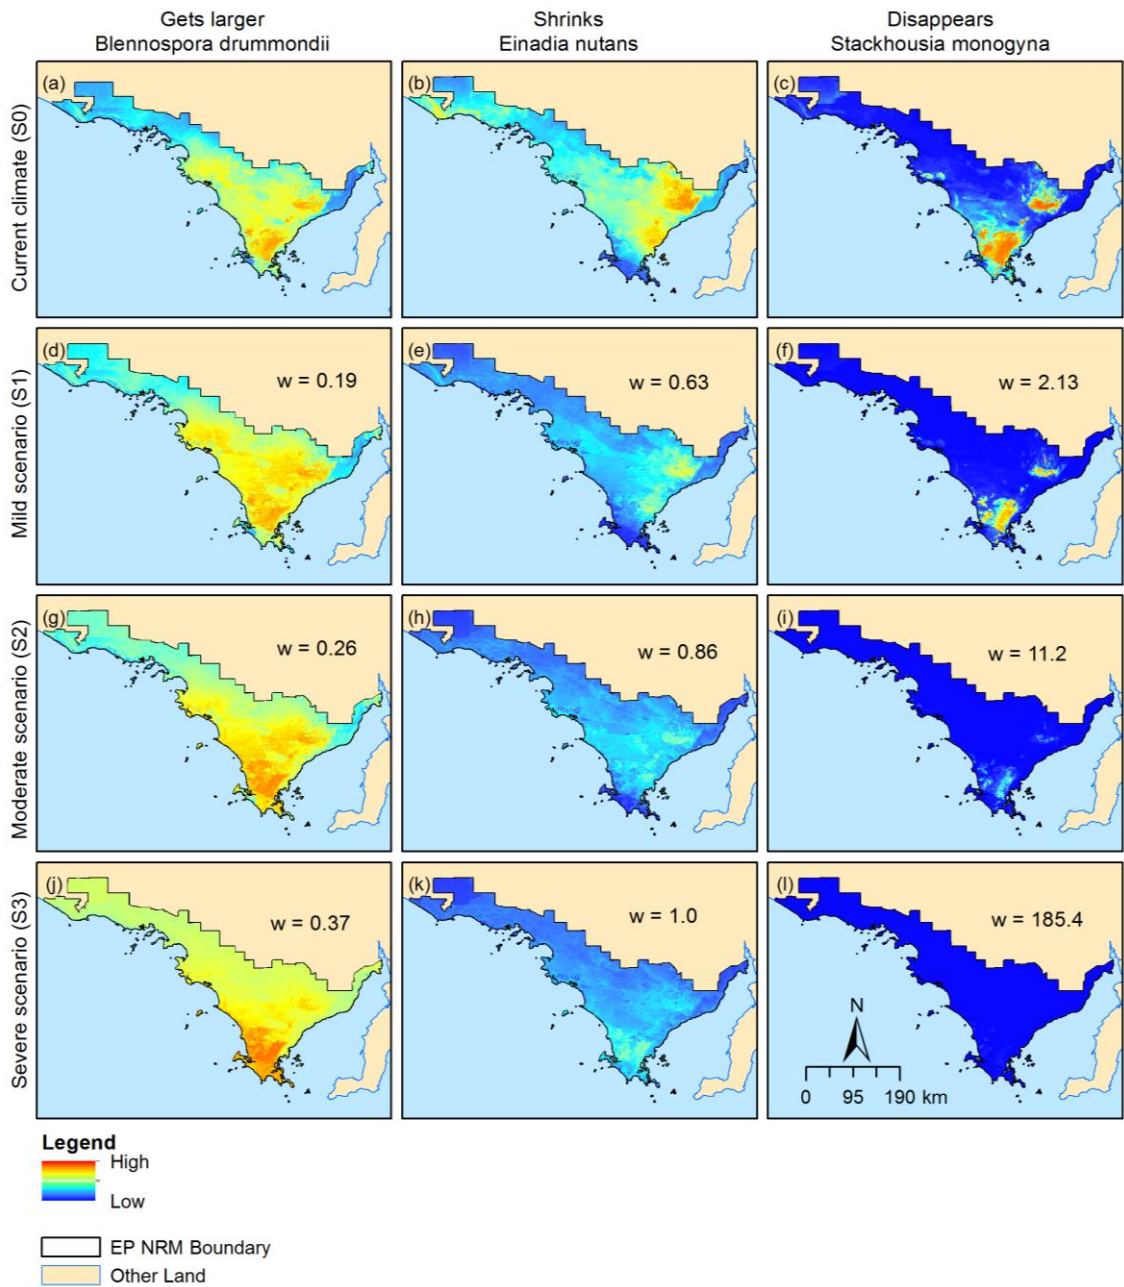 Gets larger
Blennospora drummondii
Shrinks
Einadia nutans
Disappears
Stackhousia monogyna
Current climate (S0)
(a)
(b)
(c)
Mild scenario (S1)
(d)
w = 0.19
(e)
w = 0.63
(f)
w = 2.13
Moderate scenario (S2)
(g)
w = 0.26
(h)
w = 0.86
(i)
w = 11.2
Severe scenario (S3)
(j)
w = 0.37
(k)
w = 1.0
(l)
w = 185.4
N
0 95 190 km
Legend
High
Low
EP NRM Boundary
Other Land